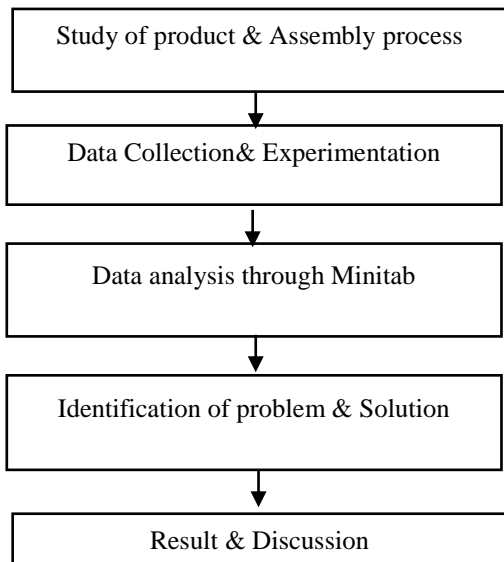 Study of product & Assembly process
Data Collection& Experimentation
Data analysis through Minitab
Identification of problem & Solution
Result & Discussion